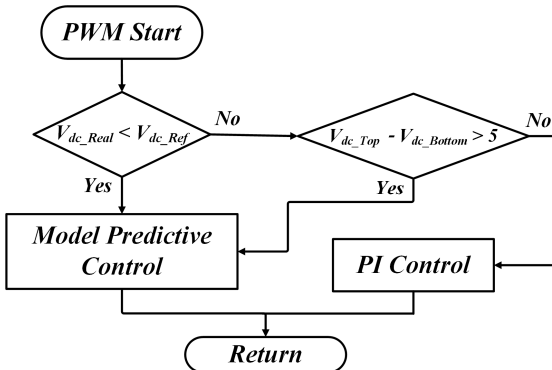 PWM Start
V_dc_Real < V_dc_Ref
No
V_dc_Top - V_dc_Bottom > 5
No
Yes
Yes
Model Predictive
Control
PI Control
Return